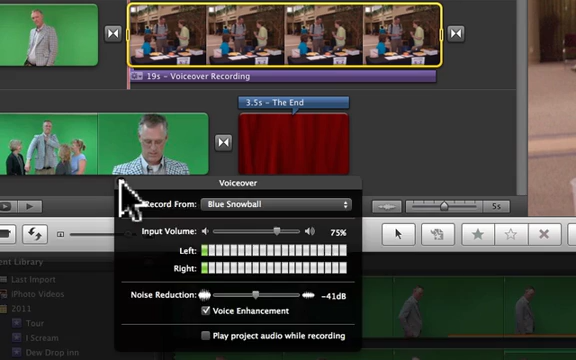 19s – Voiceover Recording
3.5s – The End
Voiceover
Record From: Blue Snowball
5s
Input Volume: 75%
Left:
Right:
Noise Reduction: −41dB
Voice Enhancement
Play project audio while recording
ent Library
Last Import
iPhoto Videos
2011
Tour
I Scream
Dew Drop inn